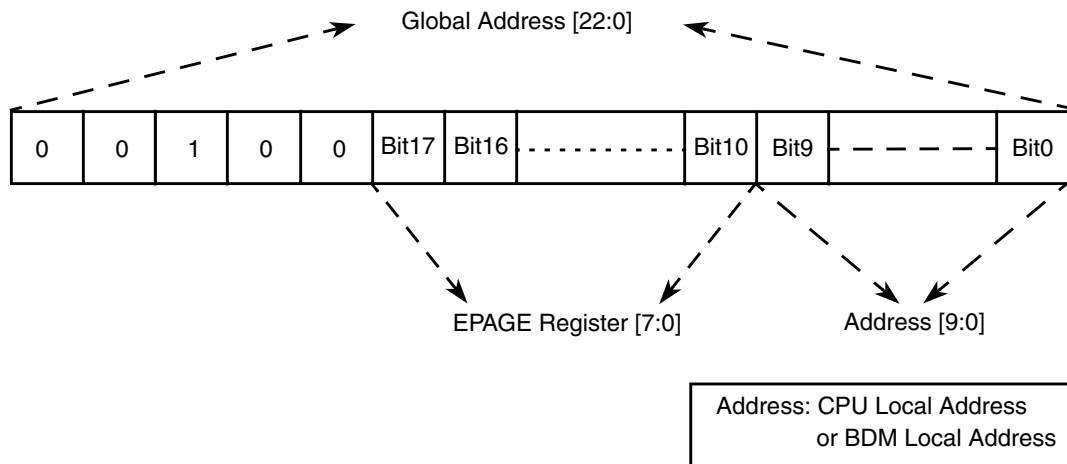 Global Address [22:0]
0 0 1 0 0 Bit17 Bit16 Bit10 Bit9 Bit0
EPAGE Register [7:0]
Address [9:0]
Address: CPU Local Address
or BDM Local Address